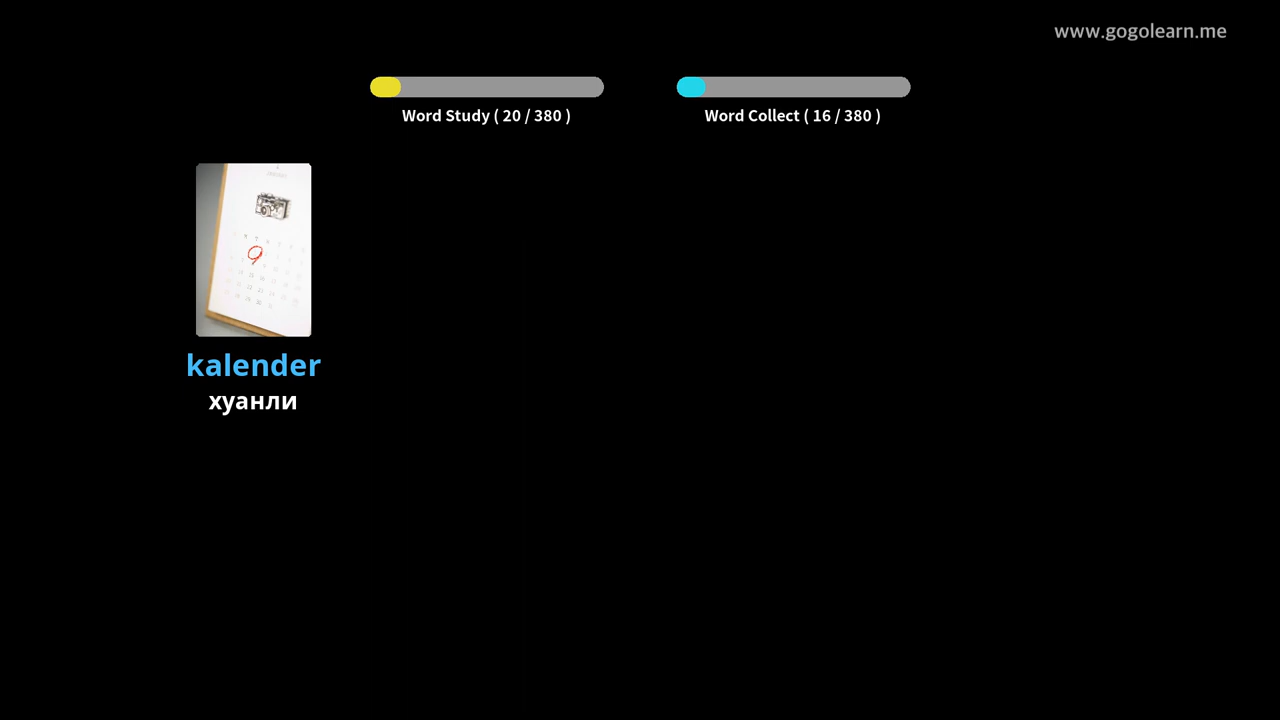 www.gogolearn.me
Word Study ( 20 / 380 )
Word Collect ( 16 / 380 )
kalender
хуанли